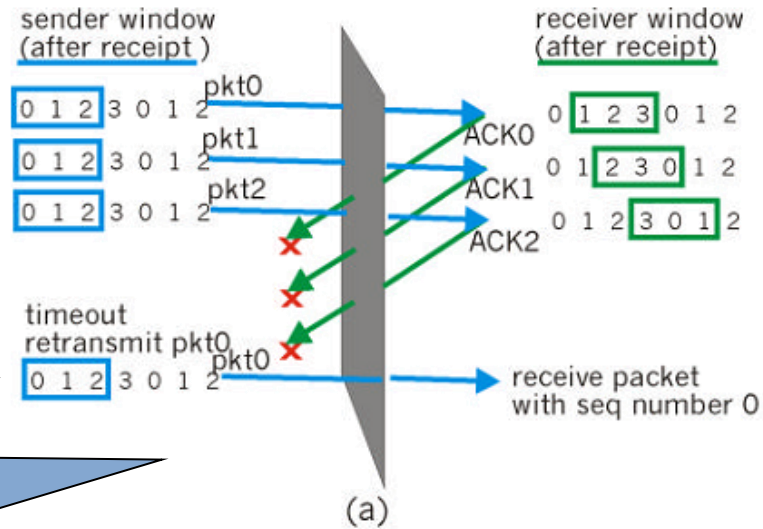 sender window
(after receipt )
receiver window
(after receipt)
pkt0
0 1 2 3 0 1 2
ACK0
0 1 2 3 0 1 2
pkt1
0 1 2 3 0 1 2
ACK1
0 1 2 3 0 1 2
pkt2
0 1 2 3 0 1 2
ACK2
0 1 2 3 0 1 2
timeout
retransmit pkt0
pkt0
0 1 2 3 0 1 2
receive packet
with seq number 0
(a)